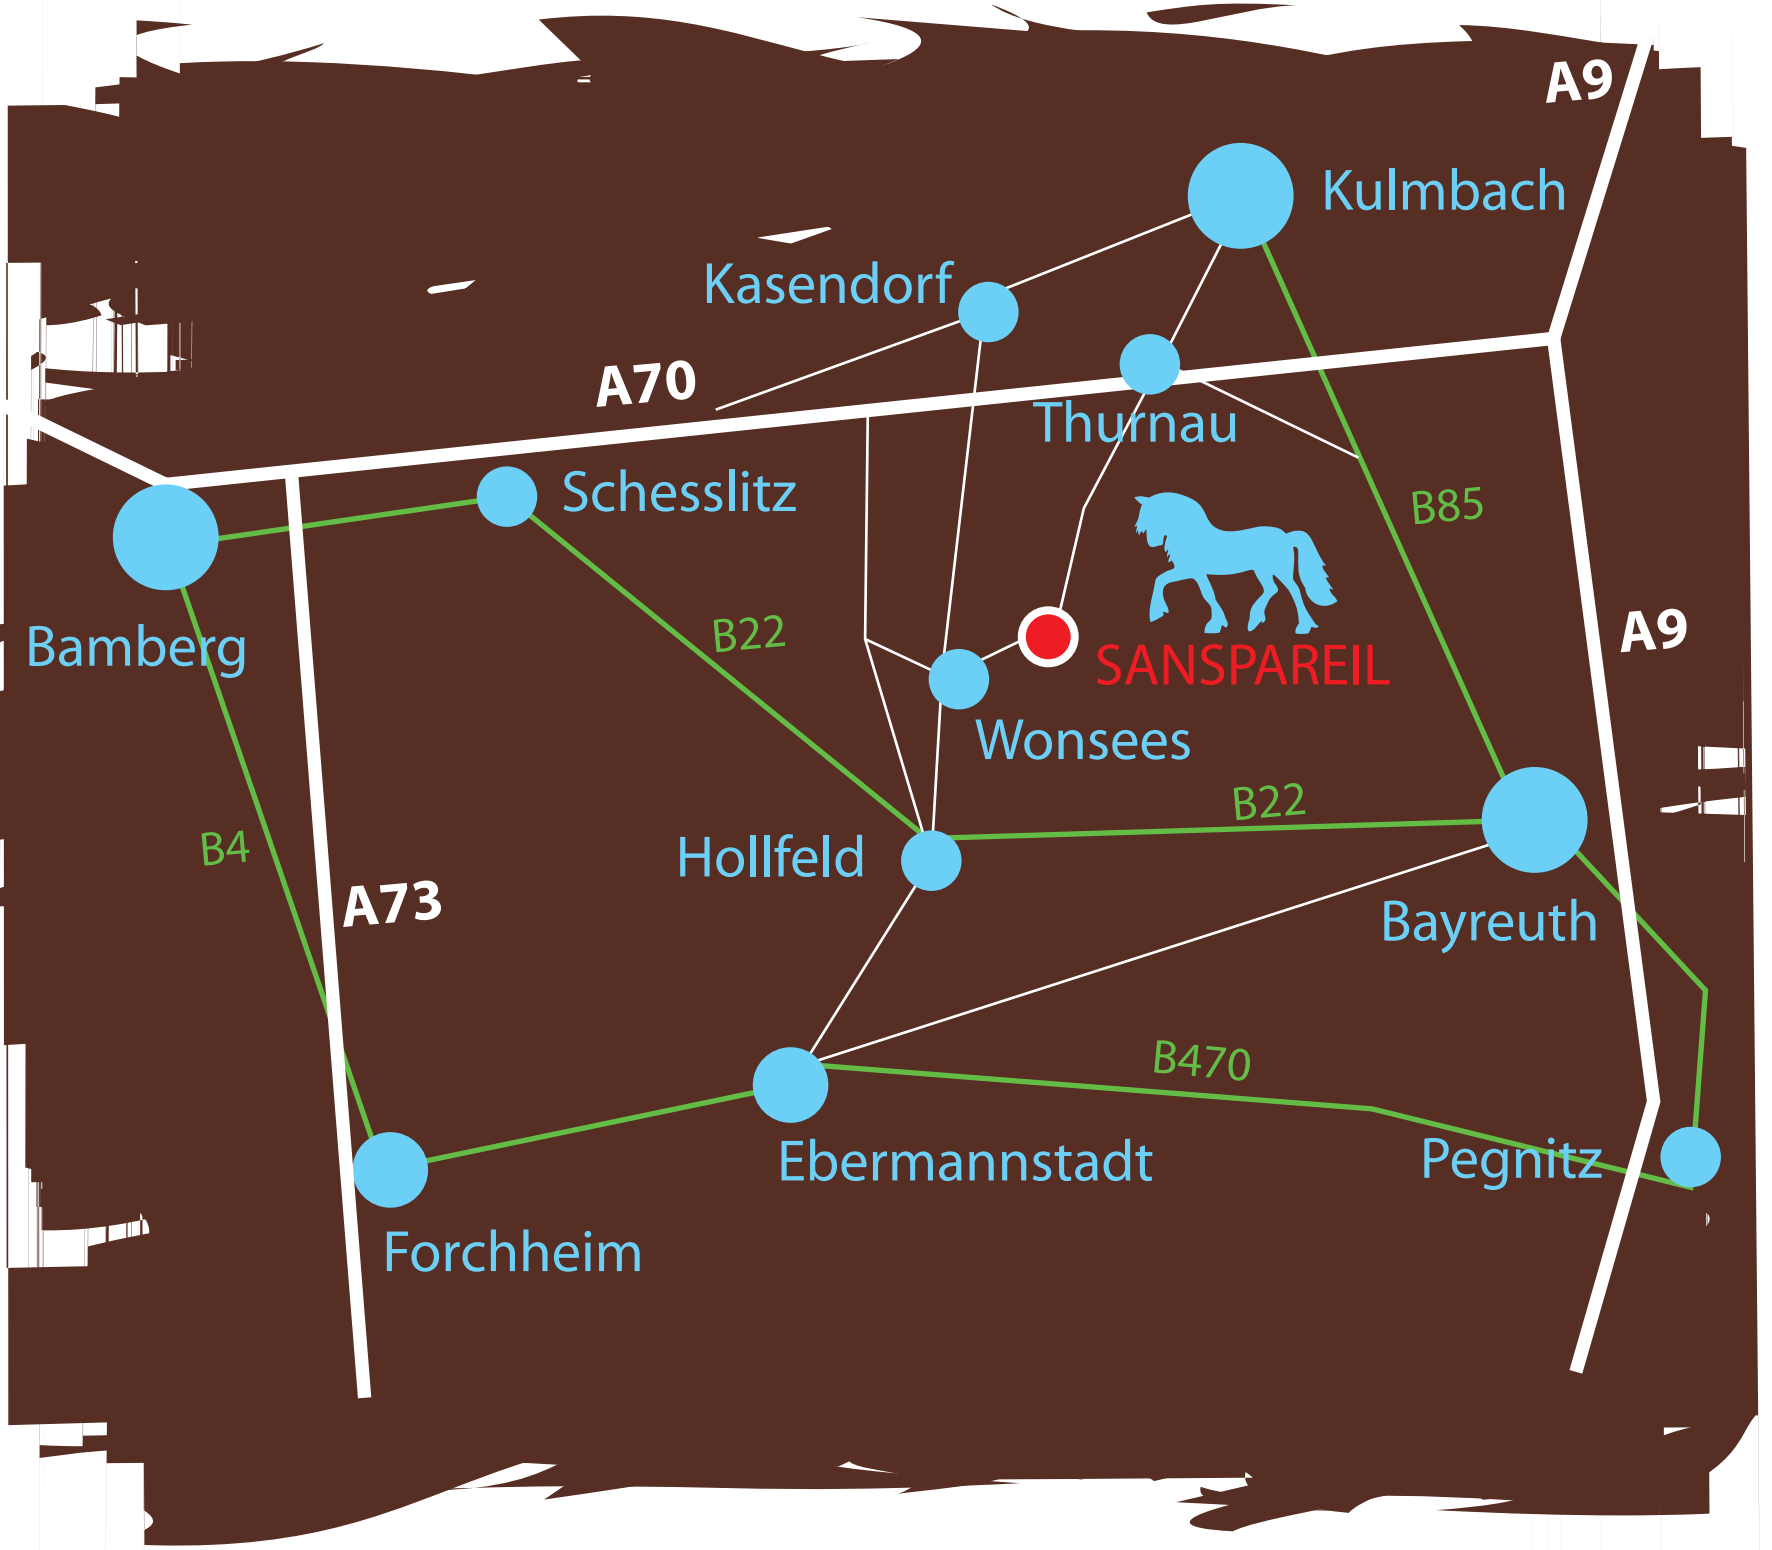 A9
Kulmbach
Kasendorf
A70
Thurnau
Schesslitz
B85
Bamberg
B22
A9
SANSPAREIL
Wonsees
B22
B4
Hollfeld
A73
Bayreuth
B470
Ebermannstadt
Pegnitz
Forchheim